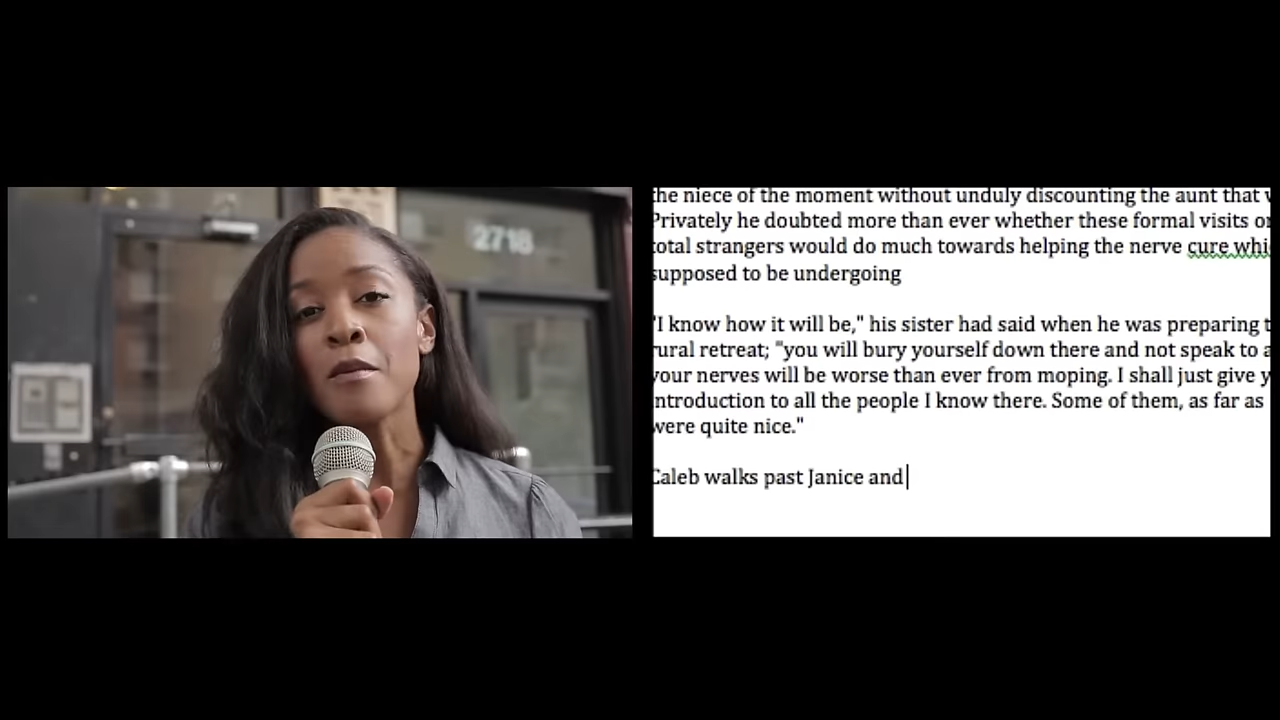 2718
the niece of the moment without unduly discounting the aunt that
Privately he doubted more than ever whether these formal visits
total strangers would do much towards helping the nerve cure
supposed to be undergoing
"I know how it will be," his sister had said when he was preparing
rural retreat; "you will bury yourself down there and not speak to
your nerves will be worse than ever from moping. I shall just give
introduction to all the people I know there. Some of them, as far as
were quite nice."
Caleb walks past Janice and